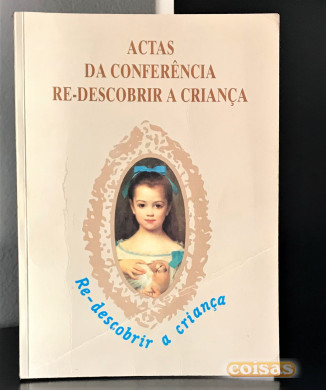 ACTAS
DA CONFERÊNCIA
RE-DESCOBRIR A CRIANÇA
Re-descobrir a criança
coisas